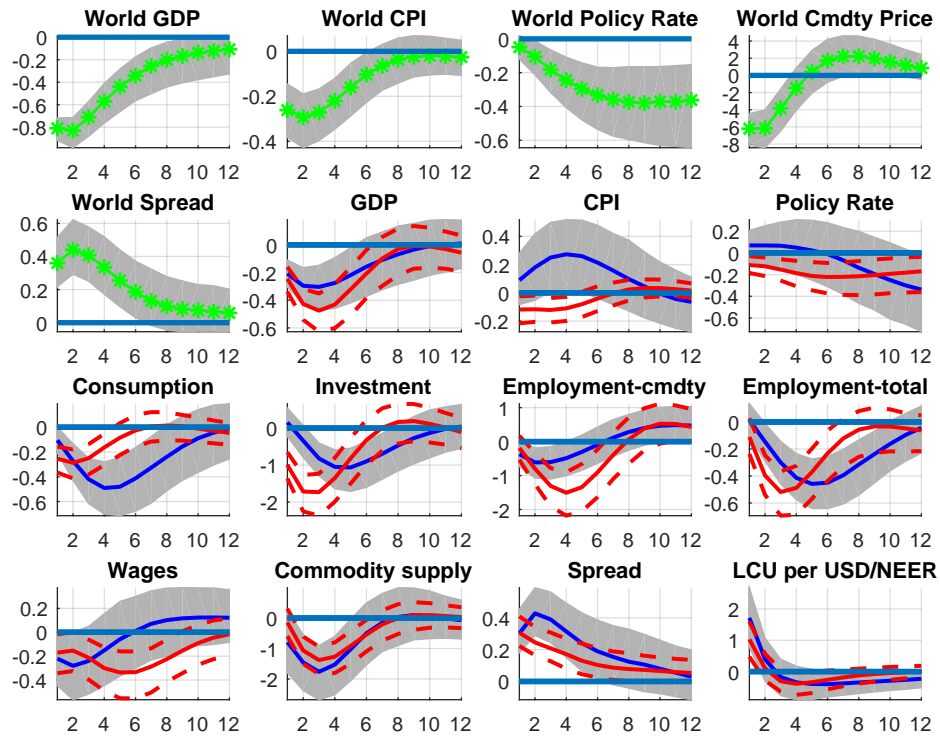 World GDP World CPI World Policy Rate World Cmdty Price
0 -0.2 -0.4 -0.6 -0.8
2 4 6 8 10 12
0 -0.2 -0.4
2 4 6 8 10 12
0 -0.2 -0.4 -0.6
2 4 6 8 10 12
4 2 0 -2 -4 -6 -8
2 4 6 8 10 12
World Spread GDP CPI Policy Rate
0.6 0.4 0.2 0
2 4 6 8 10 12
0 -0.2 -0.4 -0.6
2 4 6 8 10 12
0.4 0.2 0 -0.2
2 4 6 8 10 12
0.2 0 -0.2 -0.4 -0.6
2 4 6 8 10 12
Consumption Investment Employment-cmdty Employment-total
0 -0.2 -0.4 -0.6
2 4 6 8 10 12
0 -1 -2
2 4 6 8 10 12
1 0 -1 -2
2 4 6 8 10 12
0 -0.2 -0.4 -0.6
2 4 6 8 10 12
Wages Commodity supply Spread LCU per USD/NEER
0.2 0 -0.2 -0.4
2 4 6 8 10 12
0 -1 -2
2 4 6 8 10 12
0.4 0.2 0
2 4 6 8 10 12
2 1 0 -1
2 4 6 8 10 12